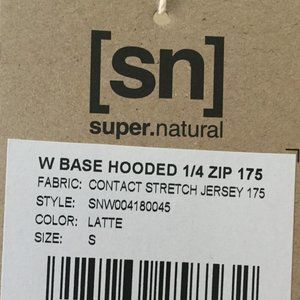 [sn]
super.natural
W BASE HOODED 1/4 ZIP 175
FABRIC: CONTACT STRETCH JERSEY 175
STYLE: SNW004180045
COLOR: LATTE
SIZE: S